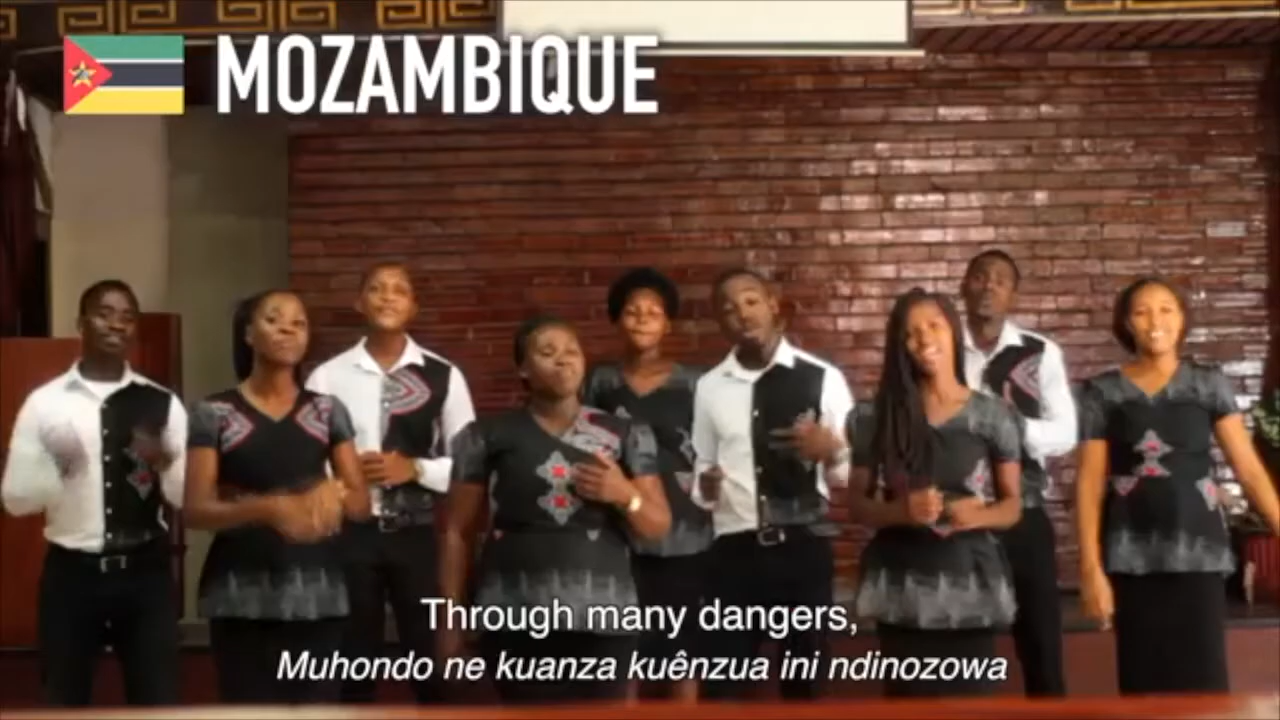 MOZAMBIQUE
Through many dangers,
Muhondo ne kuanza kuênzua ini ndinozowa